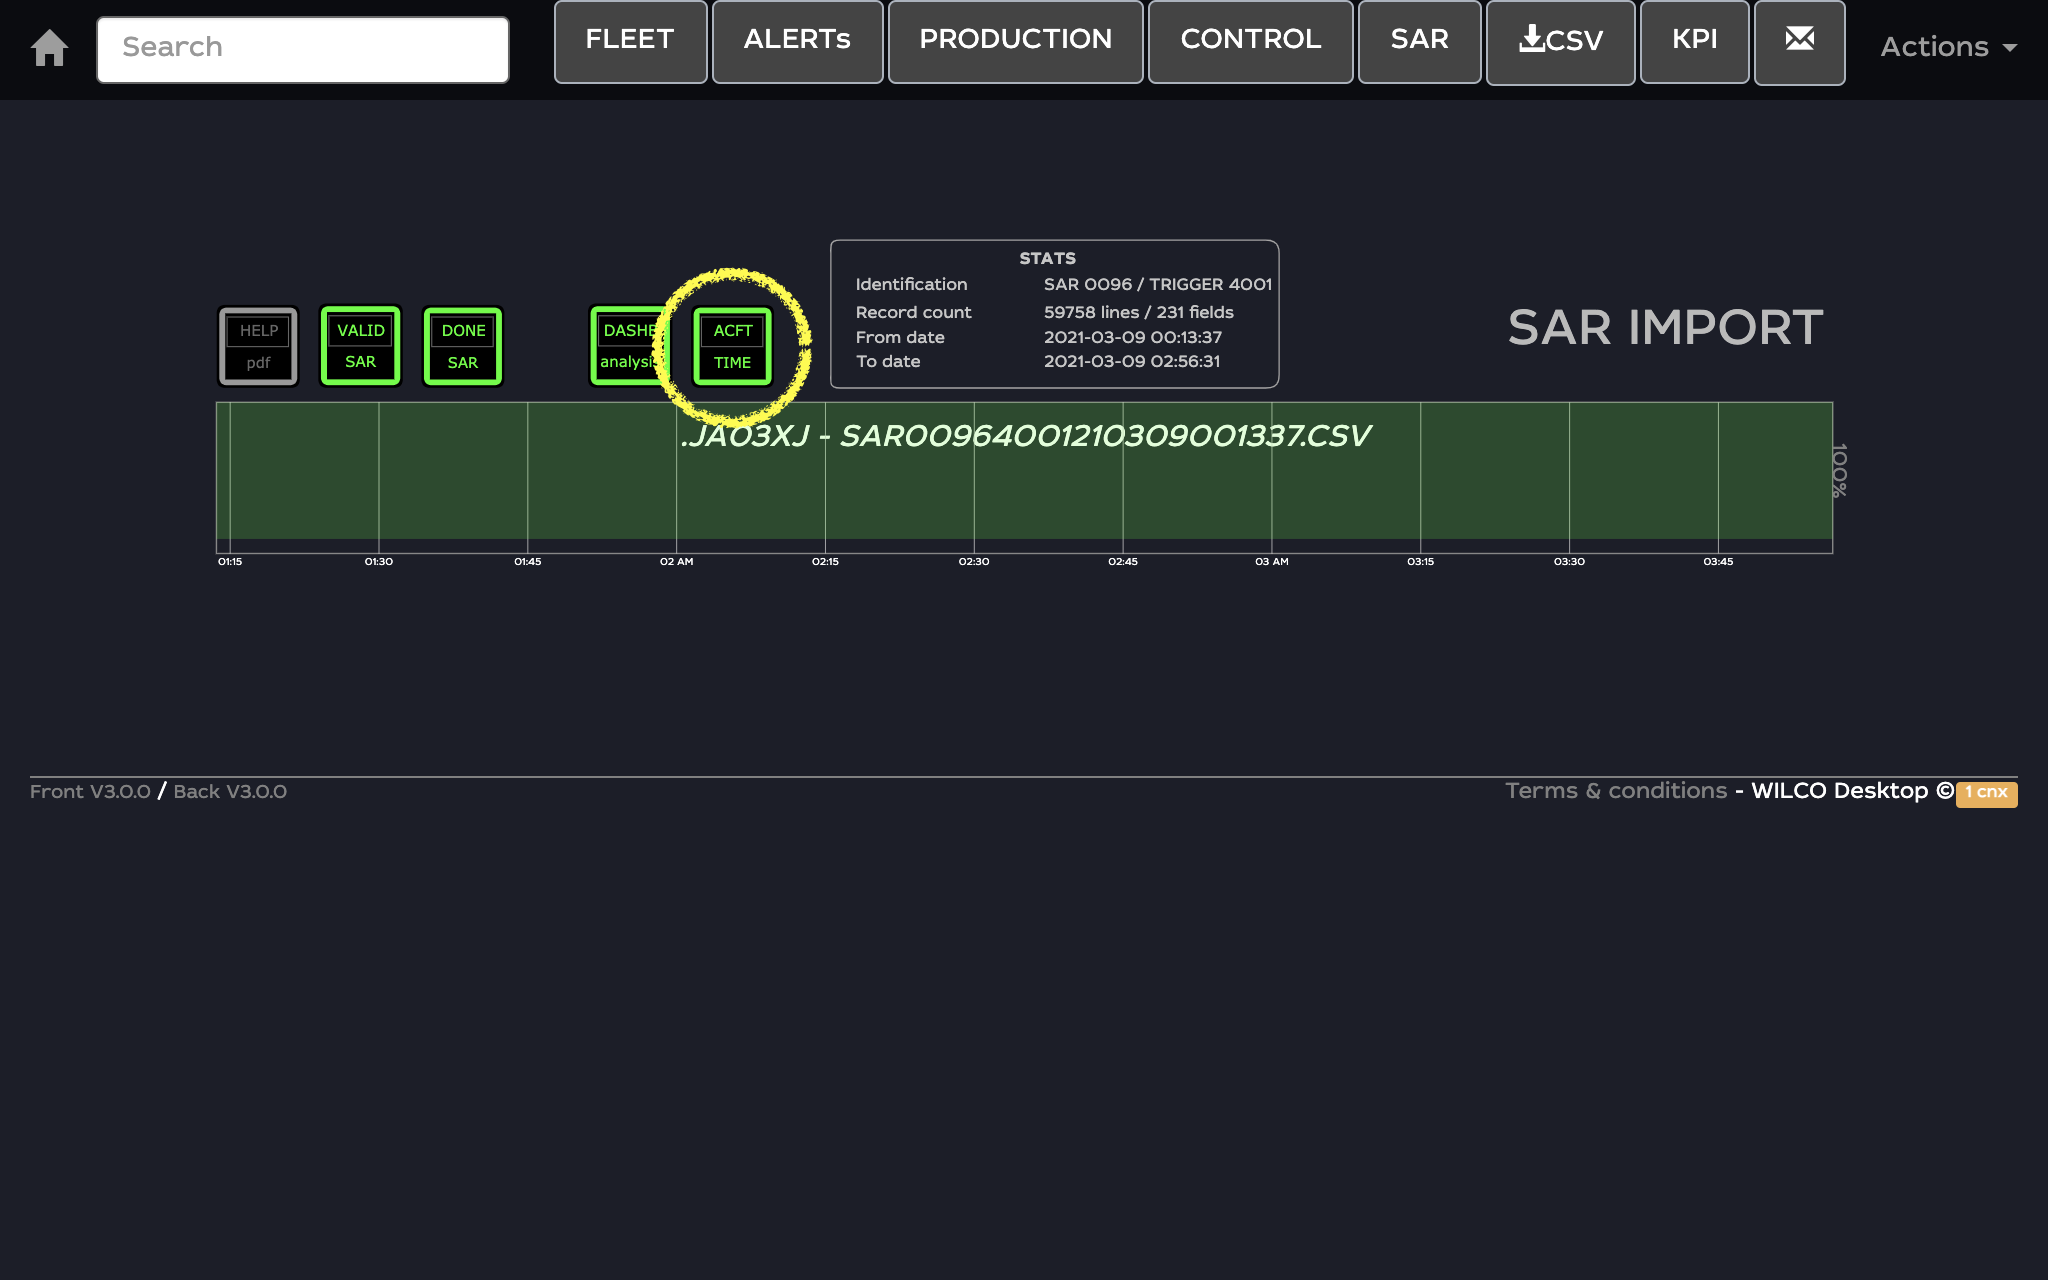 Search FLEET ALERTs PRODUCTION CONTROL SAR CSV KPI Actions
STATS
Identification SAR 0096 / TRIGGER 4001
Record count 59758 lines / 231 fields
From date 2021-03-09 00:13:37
To date 2021-03-09 02:56:31
HELP VALID DONE DASHB ACFT
pdf SAR SAR analysis TIME
SAR IMPORT
.JA03XJ - SAR00964001210309001337.CSV
100%
01:15 01:30 01:45 02 AM 02:15 02:30 02:45 03 AM 03:15 03:30 03:45
Front V3.0.0 / Back V3.0.0 Terms & conditions - WILCO Desktop © 1 cnx